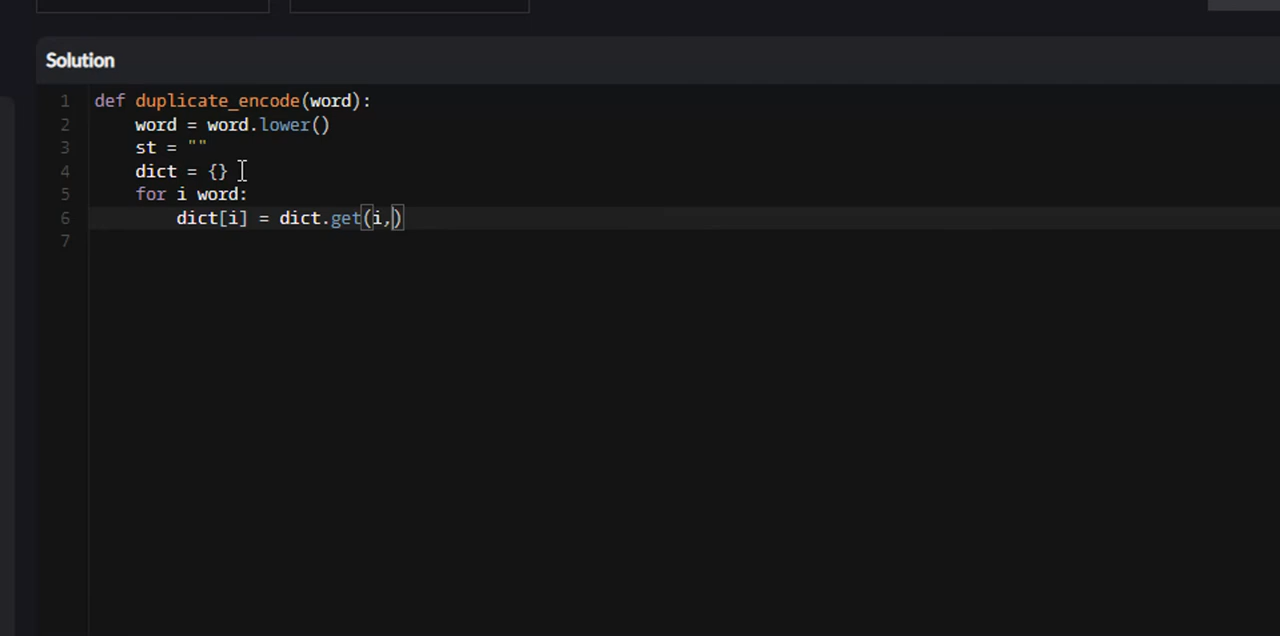 Solution
1 def duplicate_encode(word):
2     word = word.lower()
3     st = ""
4     dict = {}
5     for i word:
6         dict[i] = dict.get(i,)
7